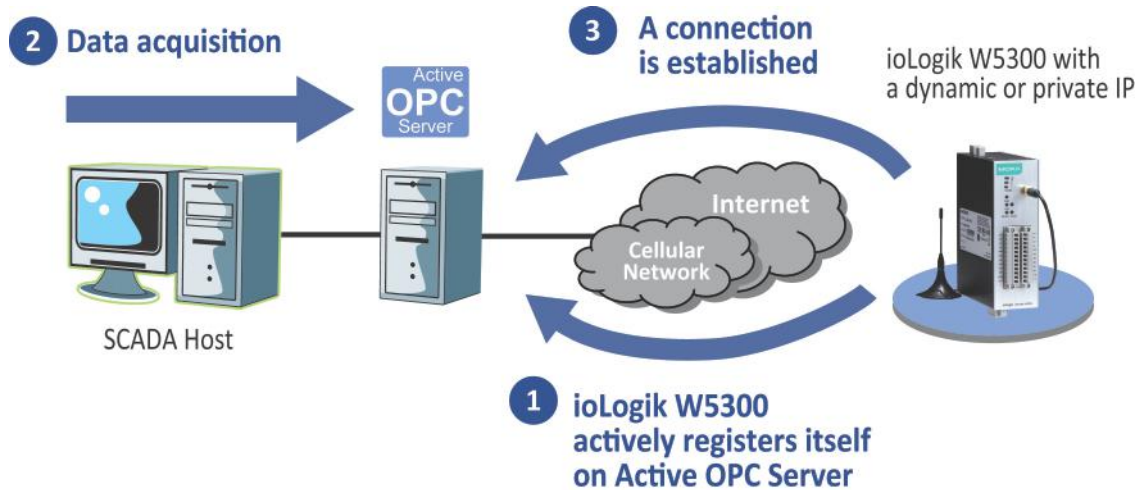 2 Data acquisition
Active
OPC
Server
SCADA Host
3 A connection
is established
ioLogik W5300 with
a dynamic or private IP
Internet
Cellular
Network
MOXA
1 ioLogik W5300
actively registers itself
on Active OPC Server